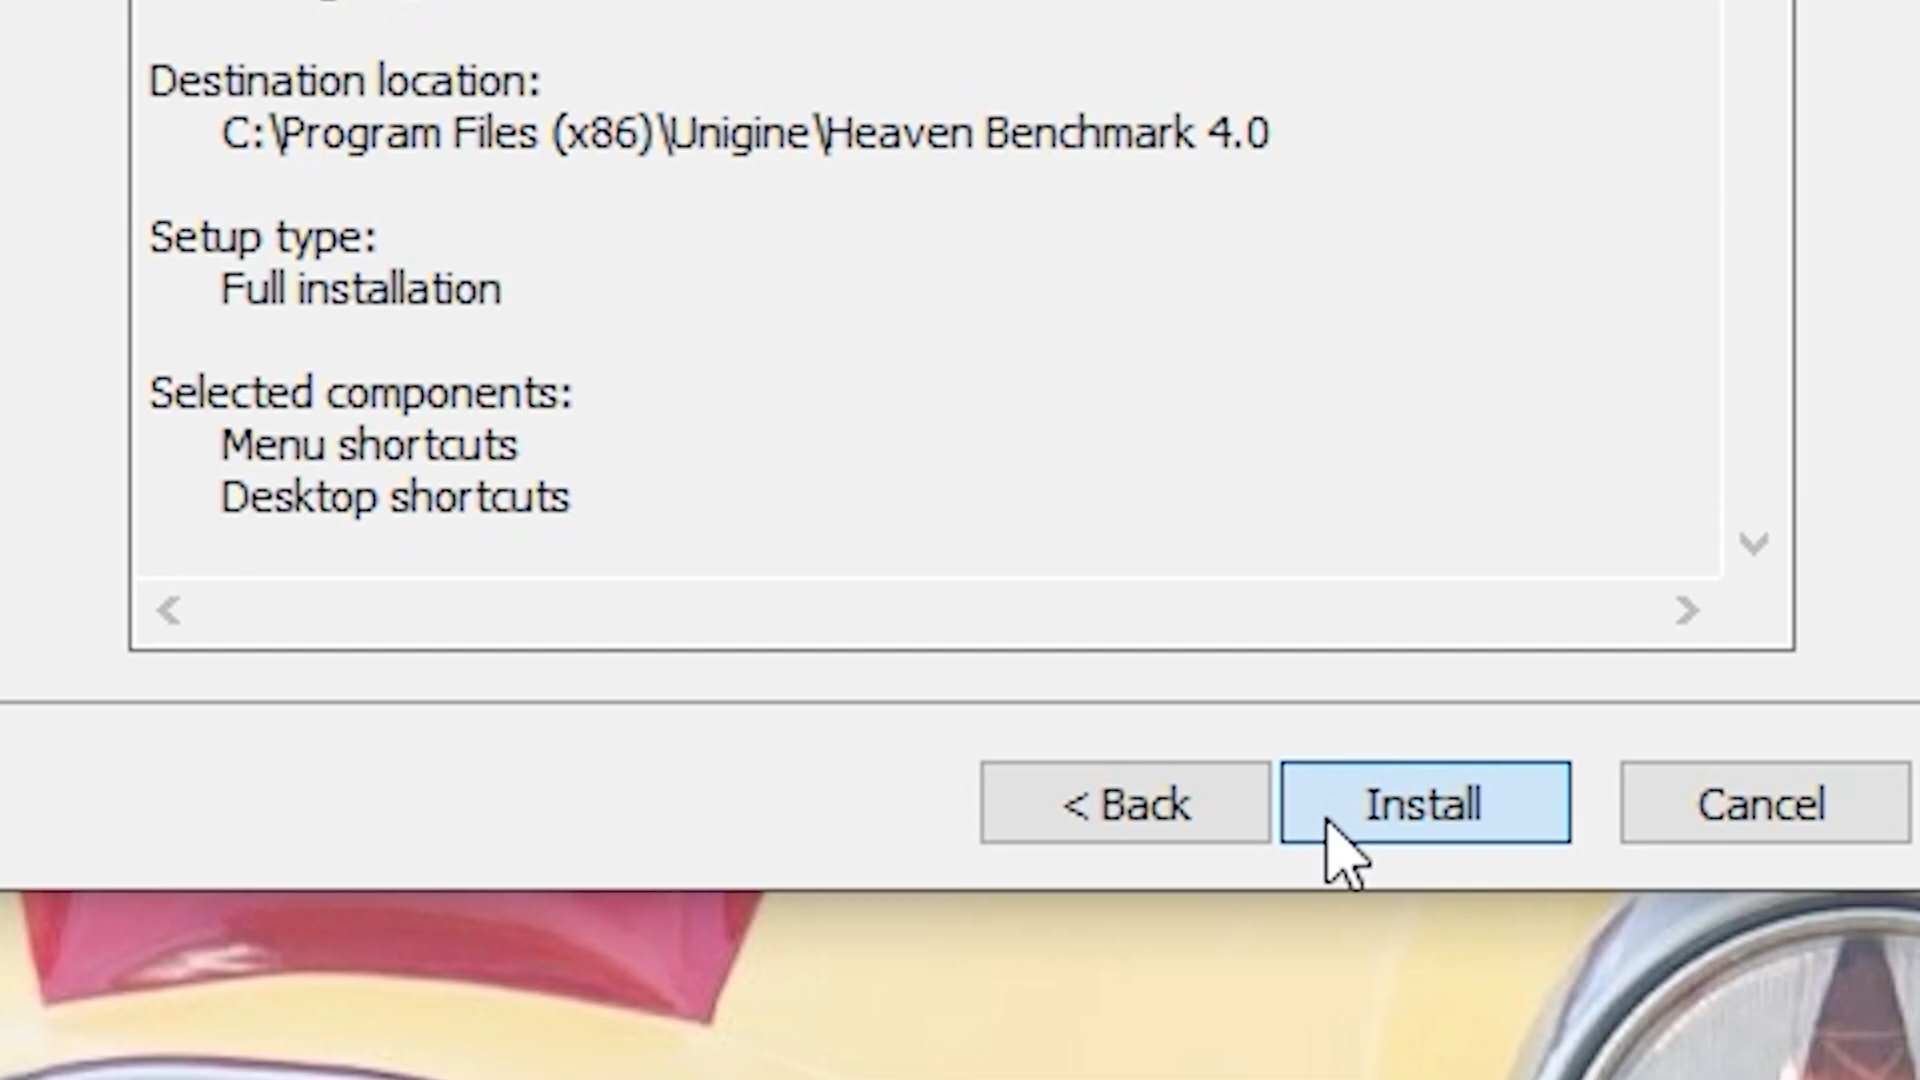 Destination location:
C:\Program Files (x86)\Unigine\Heaven Benchmark 4.0
Setup type:
Full installation
Selected components:
Menu shortcuts
Desktop shortcuts
< Back
Install
Cancel